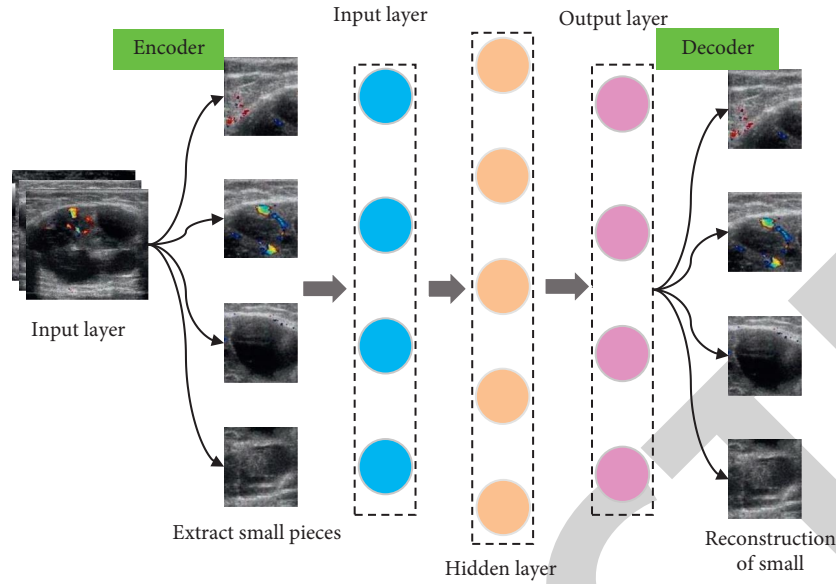 Input layer
Output layer
Encoder
Decoder
Input layer
Extract small pieces
Hidden layer
Reconstruction
of small